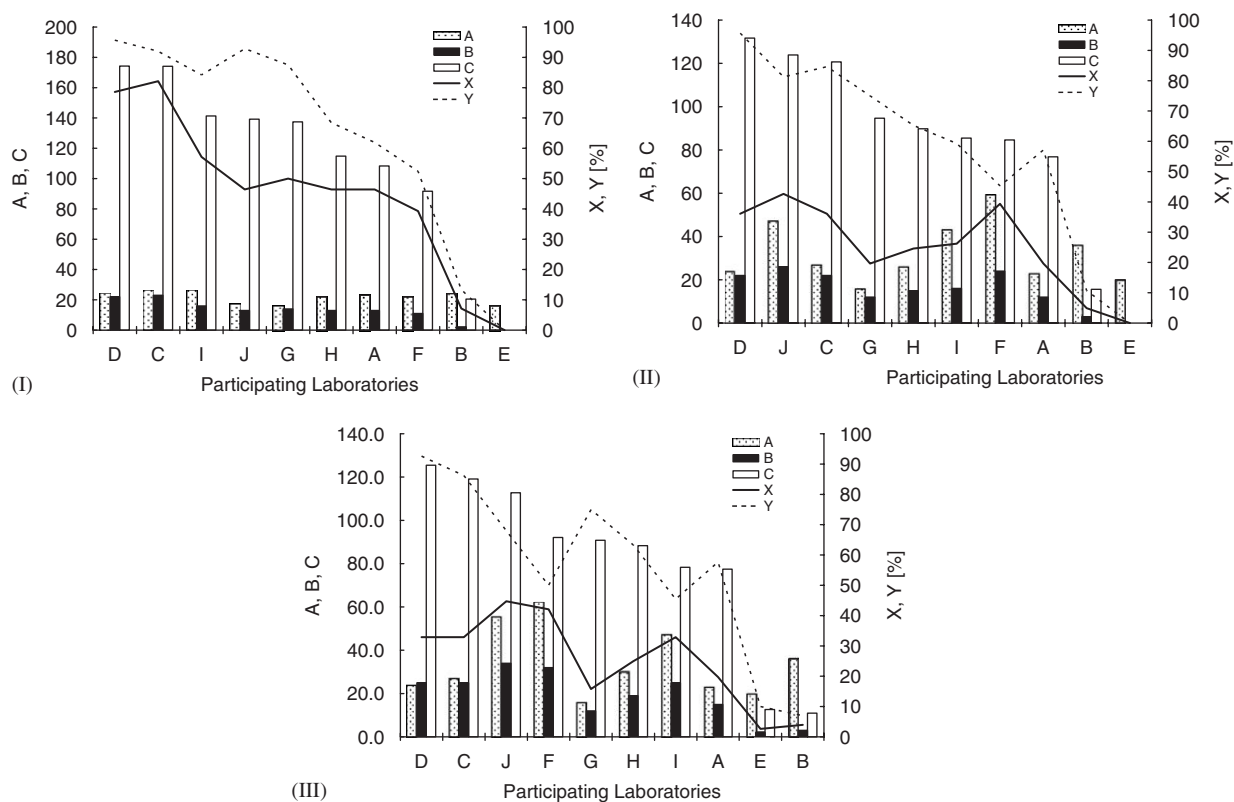 200
180
160
140
120
100
80
60
40
20
0
A, B, C
100
90
80
70
60
50
40
30
20
10
0
X, Y [%]
A
B
C
X
Y
D C I J G H A F B E
Participating Laboratories
(I)
140
120
100
80
60
40
20
0
A, B, C
100
90
80
70
60
50
40
30
20
10
0
X, Y [%]
A
B
C
X
Y
D J C G H I F A B E
Participating Laboratories
(II)
140.0
120.0
100.0
80.0
60.0
40.0
20.0
0.0
A, B, C
100
90
80
70
60
50
40
30
20
10
0
X, Y [%]
A
B
C
X
Y
D C J F G H I A E B
Participating Laboratories
(III)